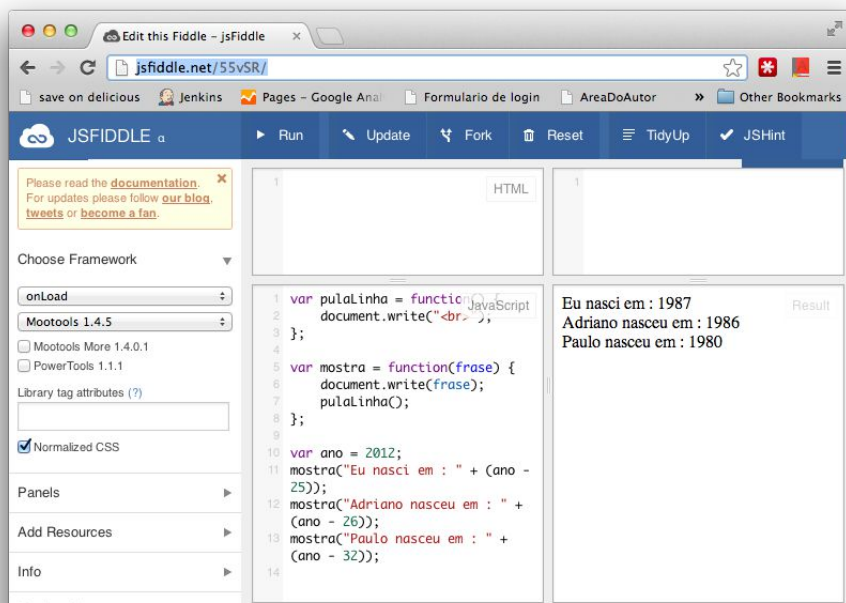 Edit this Fiddle – jsFiddle
jsfiddle.net/55vSR/
save on delicious Jenkins Pages – Google Anal Formulario de login AreaDoAutor » Other Bookmarks
JSFIDDLE α Run Update Fork Reset TidyUp JSHint
Please read the documentation.
For updates please follow our blog,
tweets or become a fan.
Choose Framework
onLoad
Mootools 1.4.5
Mootools More 1.4.0.1
PowerTools 1.1.1
Library tag attributes (?)
Normalized CSS
Panels
Add Resources
Info
1
HTML
1
JavaScript
1 var pulaLinha = function
2 document.write("<br
3 };
4
5 var mostra = function(frase) {
6 document.write(frase);
7 pulaLinha();
8 };
9
10 var ano = 2012;
11 mostra("Eu nasci em : " + (ano -
25));
12 mostra("Adriano nasceu em : " +
(ano - 26));
13 mostra("Paulo nasceu em : " +
(ano - 32));
14
Result
Eu nasci em : 1987
Adriano nasceu em : 1986
Paulo nasceu em : 1980